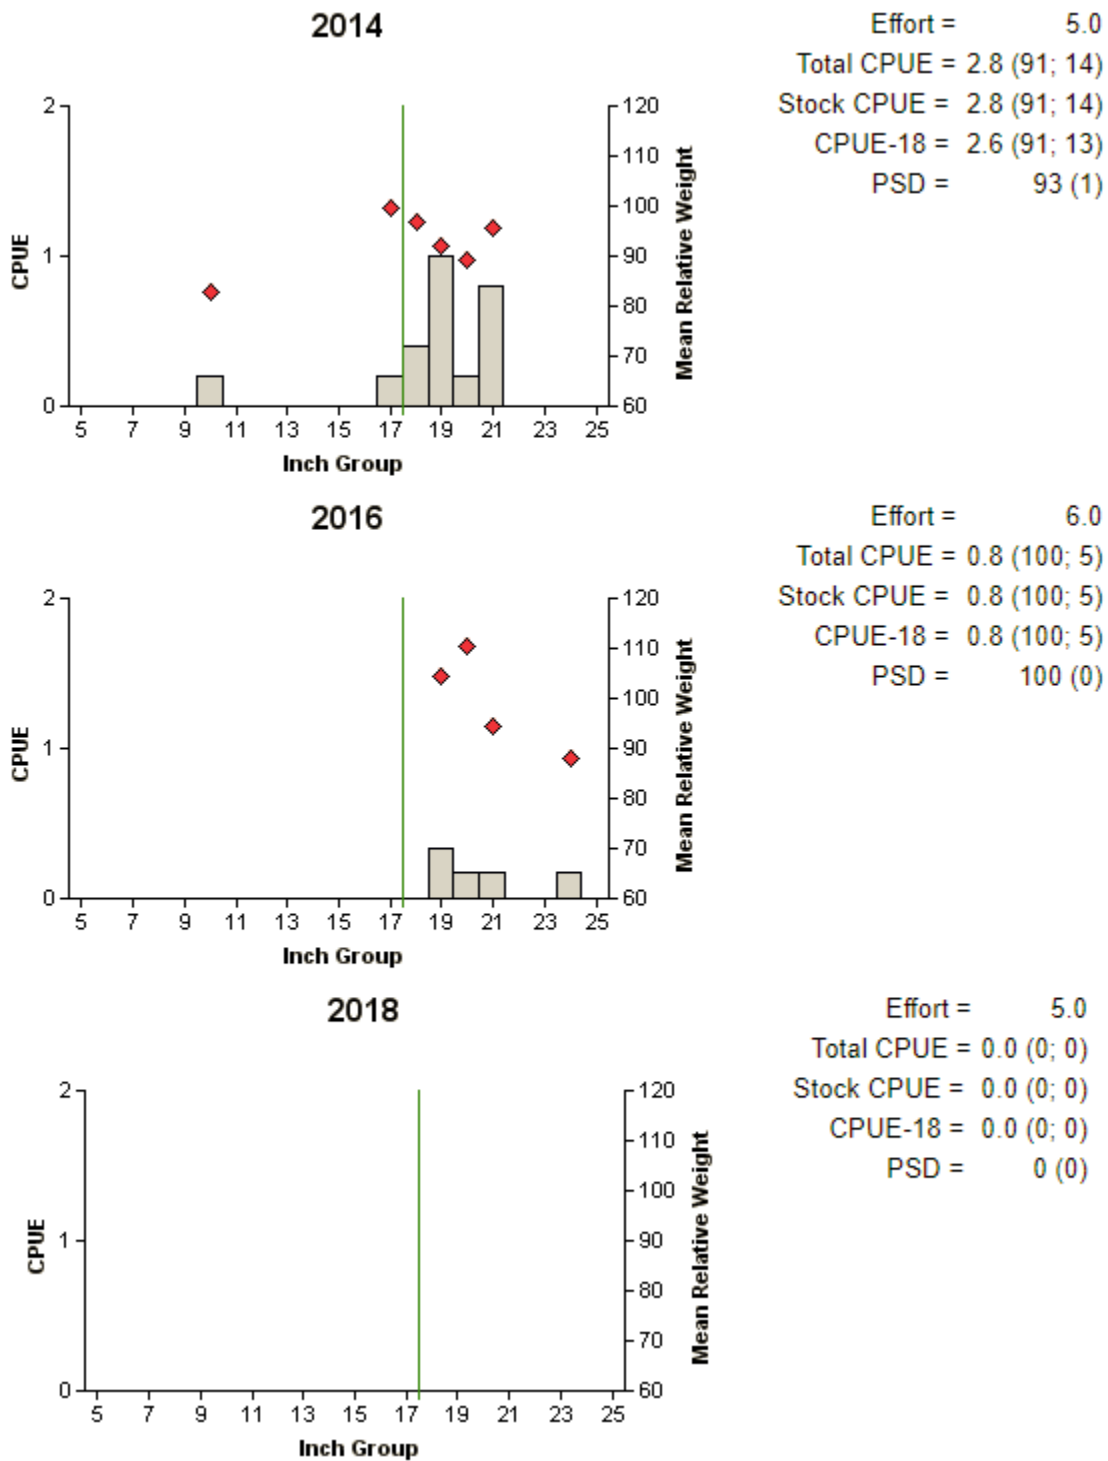 2014
Effort = 5.0
Total CPUE = 2.8 (91; 14)
Stock CPUE = 2.8 (91; 14)
CPUE-18 = 2.6 (91; 13)
PSD = 93 (1)
2
1
0
CPUE
120
110
100
90
80
70
60
Mean Relative Weight
5 7 9 11 13 15 17 19 21 23 25
Inch Group
2016
Effort = 6.0
Total CPUE = 0.8 (100; 5)
Stock CPUE = 0.8 (100; 5)
CPUE-18 = 0.8 (100; 5)
PSD = 100 (0)
2
1
0
CPUE
120
110
100
90
80
70
60
Mean Relative Weight
5 7 9 11 13 15 17 19 21 23 25
Inch Group
2018
Effort = 5.0
Total CPUE = 0.0 (0; 0)
Stock CPUE = 0.0 (0; 0)
CPUE-18 = 0.0 (0; 0)
PSD = 0 (0)
2
1
0
CPUE
120
110
100
90
80
70
60
Mean Relative Weight
5 7 9 11 13 15 17 19 21 23 25
Inch Group